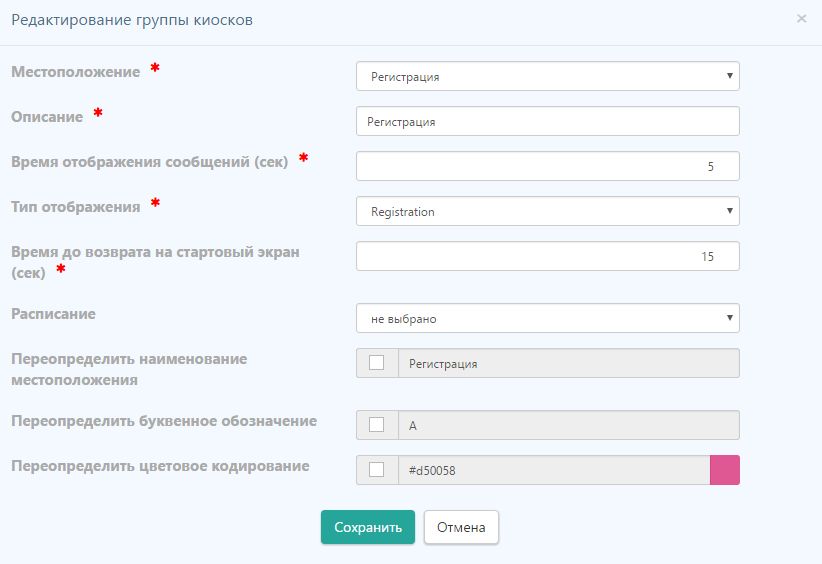 Редактирование группы киосков ×
Местоположение * Регистрация
Описание * Регистрация
Время отображения сообщений (сек) * 5
Тип отображения * Registration
Время до возврата на стартовый экран
(сек) * 15
Расписание не выбрано
Переопределить наименование
местоположения Регистрация
Переопределить буквенное обозначение А
Переопределить цветовое кодирование #d50058
Сохранить Отмена